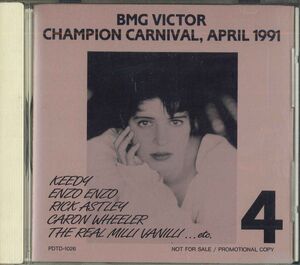 BMG VICTOR
CHAMPION CARNIVAL, APRIL 1991
KEEDY
ENZO ENZO
RICK ASTLEY
CARON WHEELER
THE REAL MILLI VANILLI ...etc.
4
PDTD-1026
NOT FOR SALE / PROMOTIONAL COPY